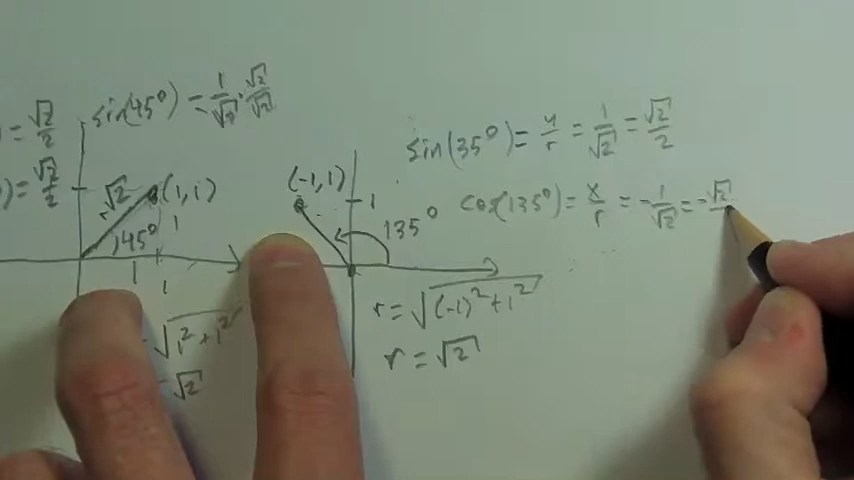 ) = √2/2
) = √2/2
sin(45°) = 1/√2 · √2/√2
√2
(1,1)
45°
1
1
1
√1² + 1²
√2
(-1,1)
1
135°
r = √(-1)² + 1²
r = √2
sin(35°) = y/r = 1/√2 = √2/2
cos(135°) = x/r = -1/√2 = -√2